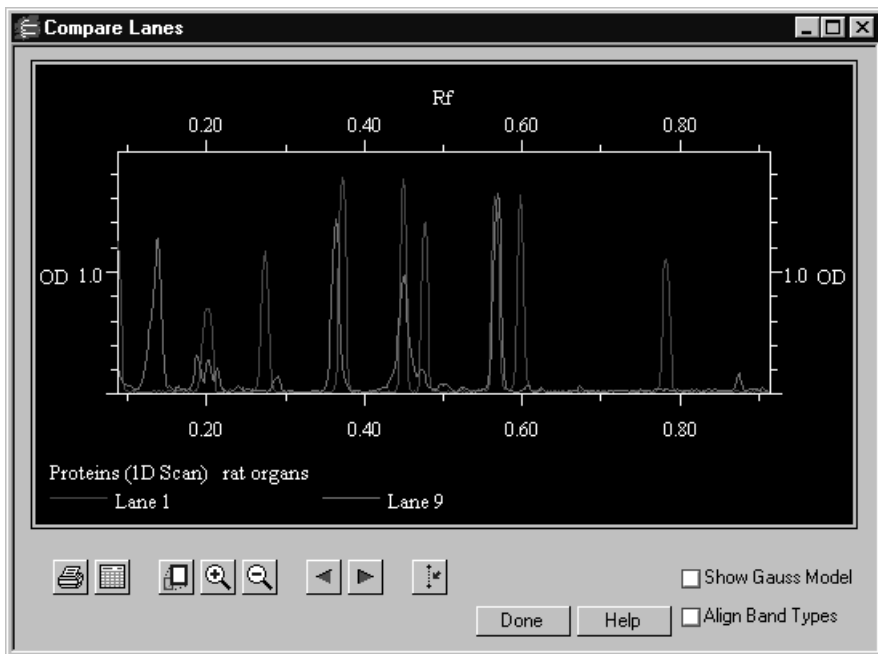 Compare Lanes
Rf
0.20 0.40 0.60 0.80
OD 1.0 1.0 OD
0.20 0.40 0.60 0.80
Proteins (1D Scan) rat organs
Lane 1 Lane 9
Show Gauss Model
Done Help Align Band Types